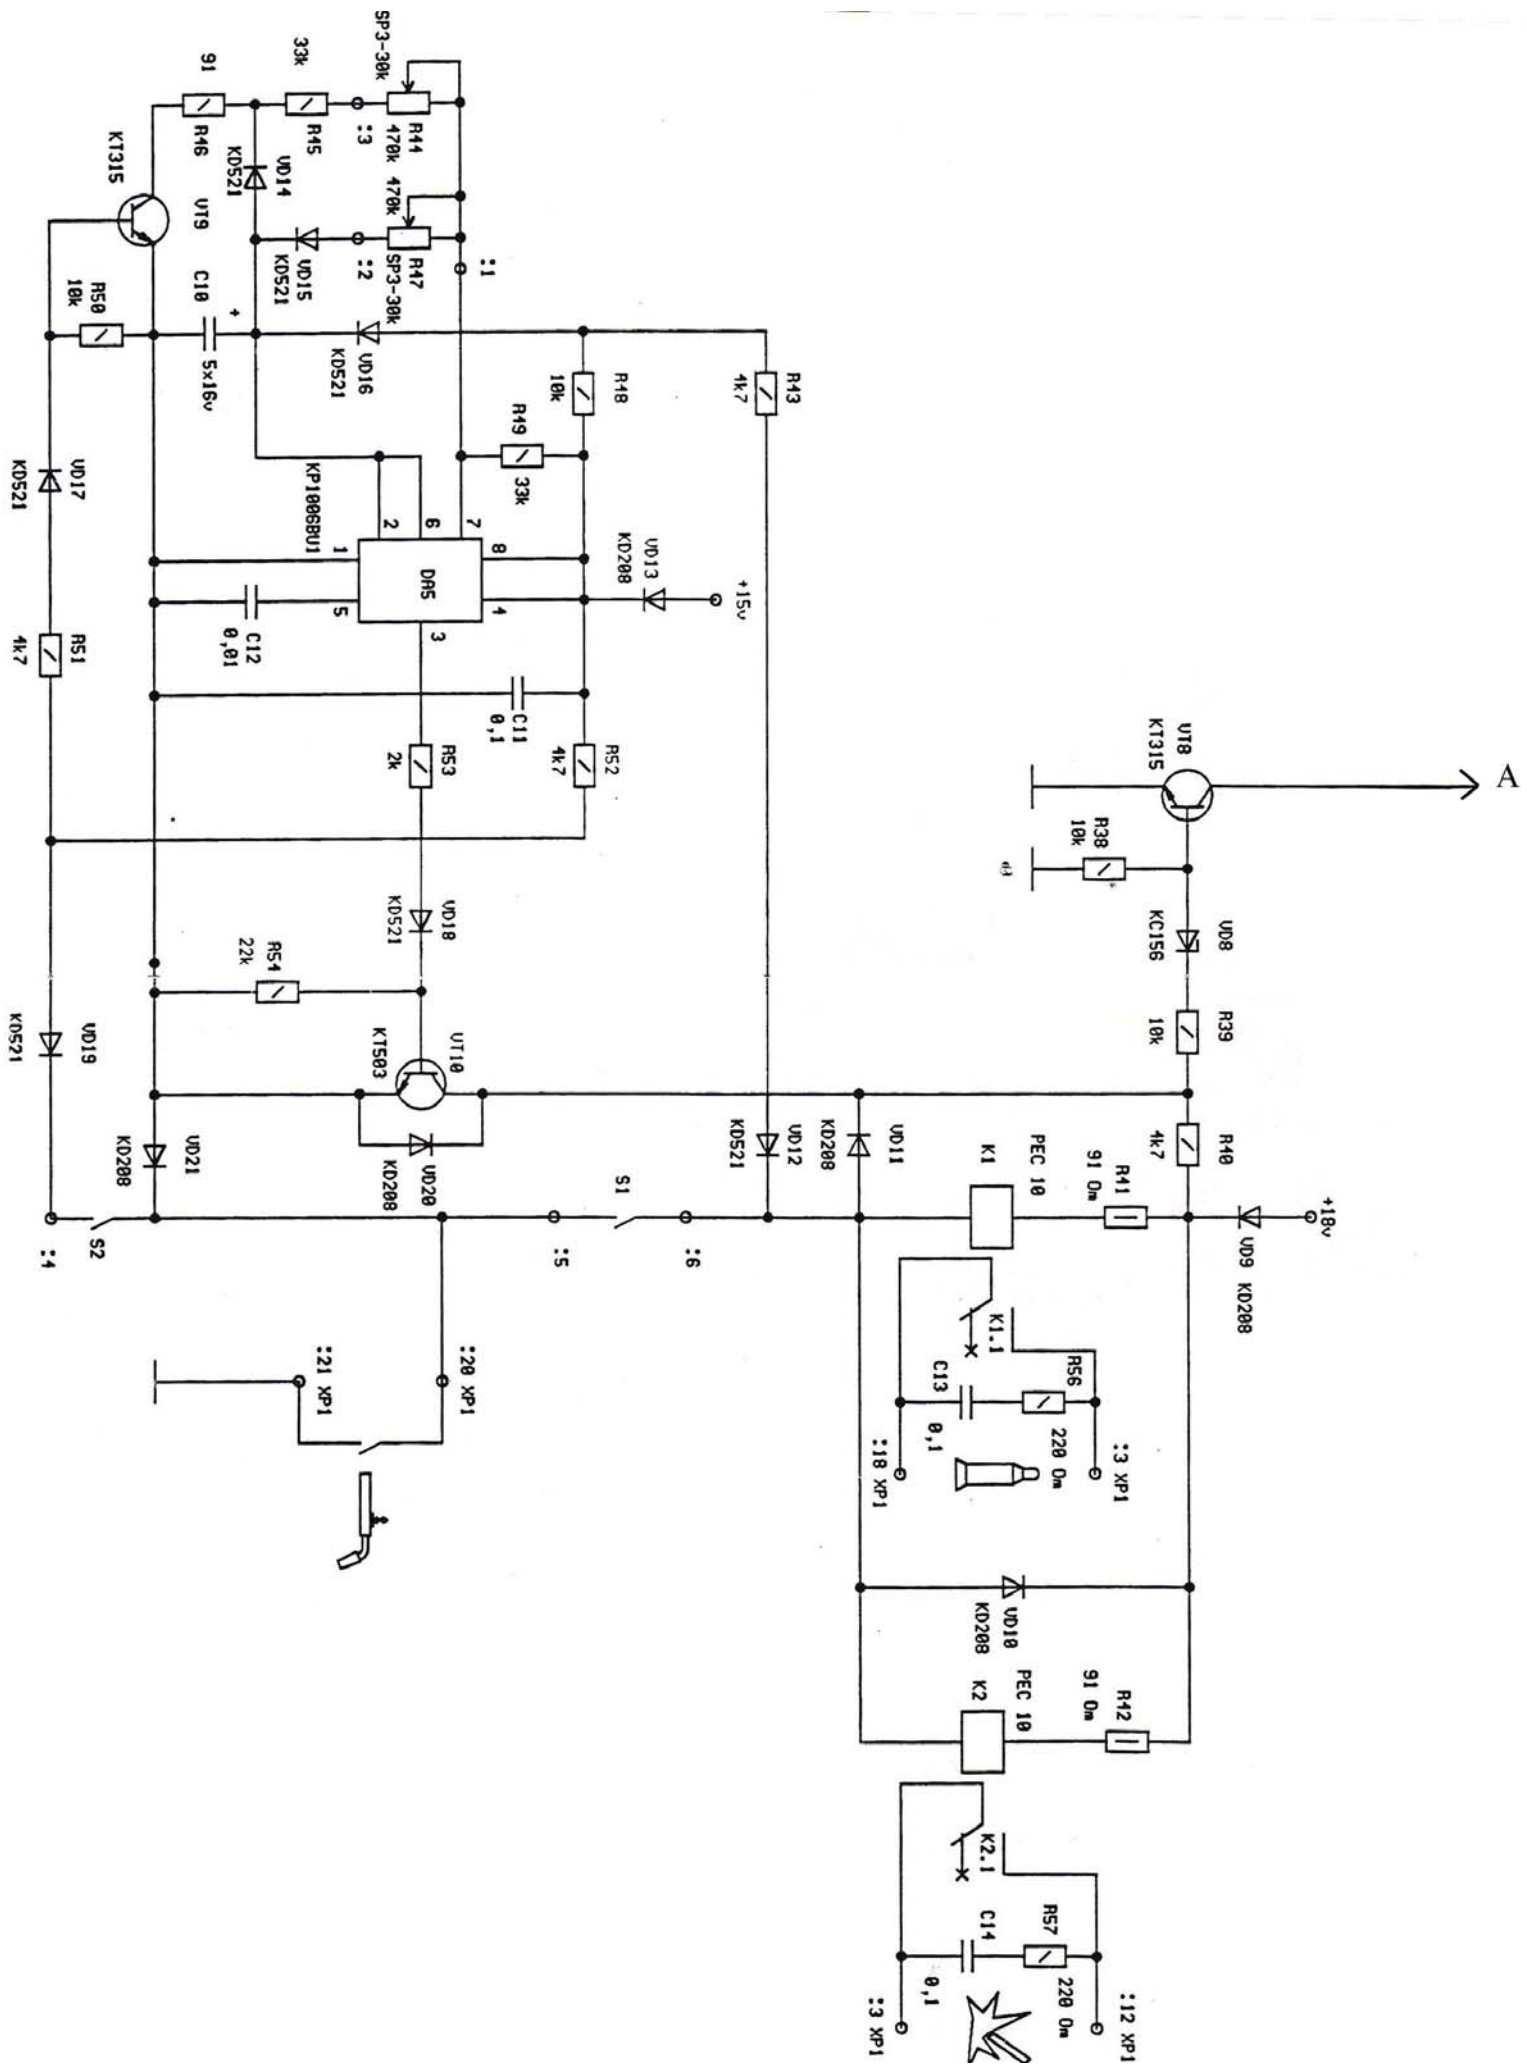 +18v
VD9 KD208
R40
4k7
R41
91 Om
PEC 10
K1
R42
91 Om
PEC 10
K2
R39
10k
VD8
KC156
R38
10k
VT8
KT315
A
VD11
KD208
VD12
KD521
VD10
KD208
K1.1
R56
220 Om
C13
0,1
:3 XP1
:18 XP1
K2.1
R57
220 Om
C14
0,1
:12 XP1
:3 XP1
S1
:6
:5
R43
4k7
+15v
VD13
KD208
R48
10k
R49
33k
R52
4k7
C11
0,1
:1
SP3-30k
R44
470k
:3
R47
470k
SP3-30k
:2
R45
33k
R46
91
VD14
KD521
VD15
KD521
VD16
KD521
KT315
VT9
C10
+
5x16v
R50
10k
KP1006BU1
DA5
7
6
2
1
5
8
4
3
C12
0,01
R53
2k
VD18
KD521
R54
22k
VT10
KT503
VD20
KD208
VD21
KD208
VD17
KD521
R51
4k7
VD19
KD521
S2
:4
:20 XP1
:21 XP1